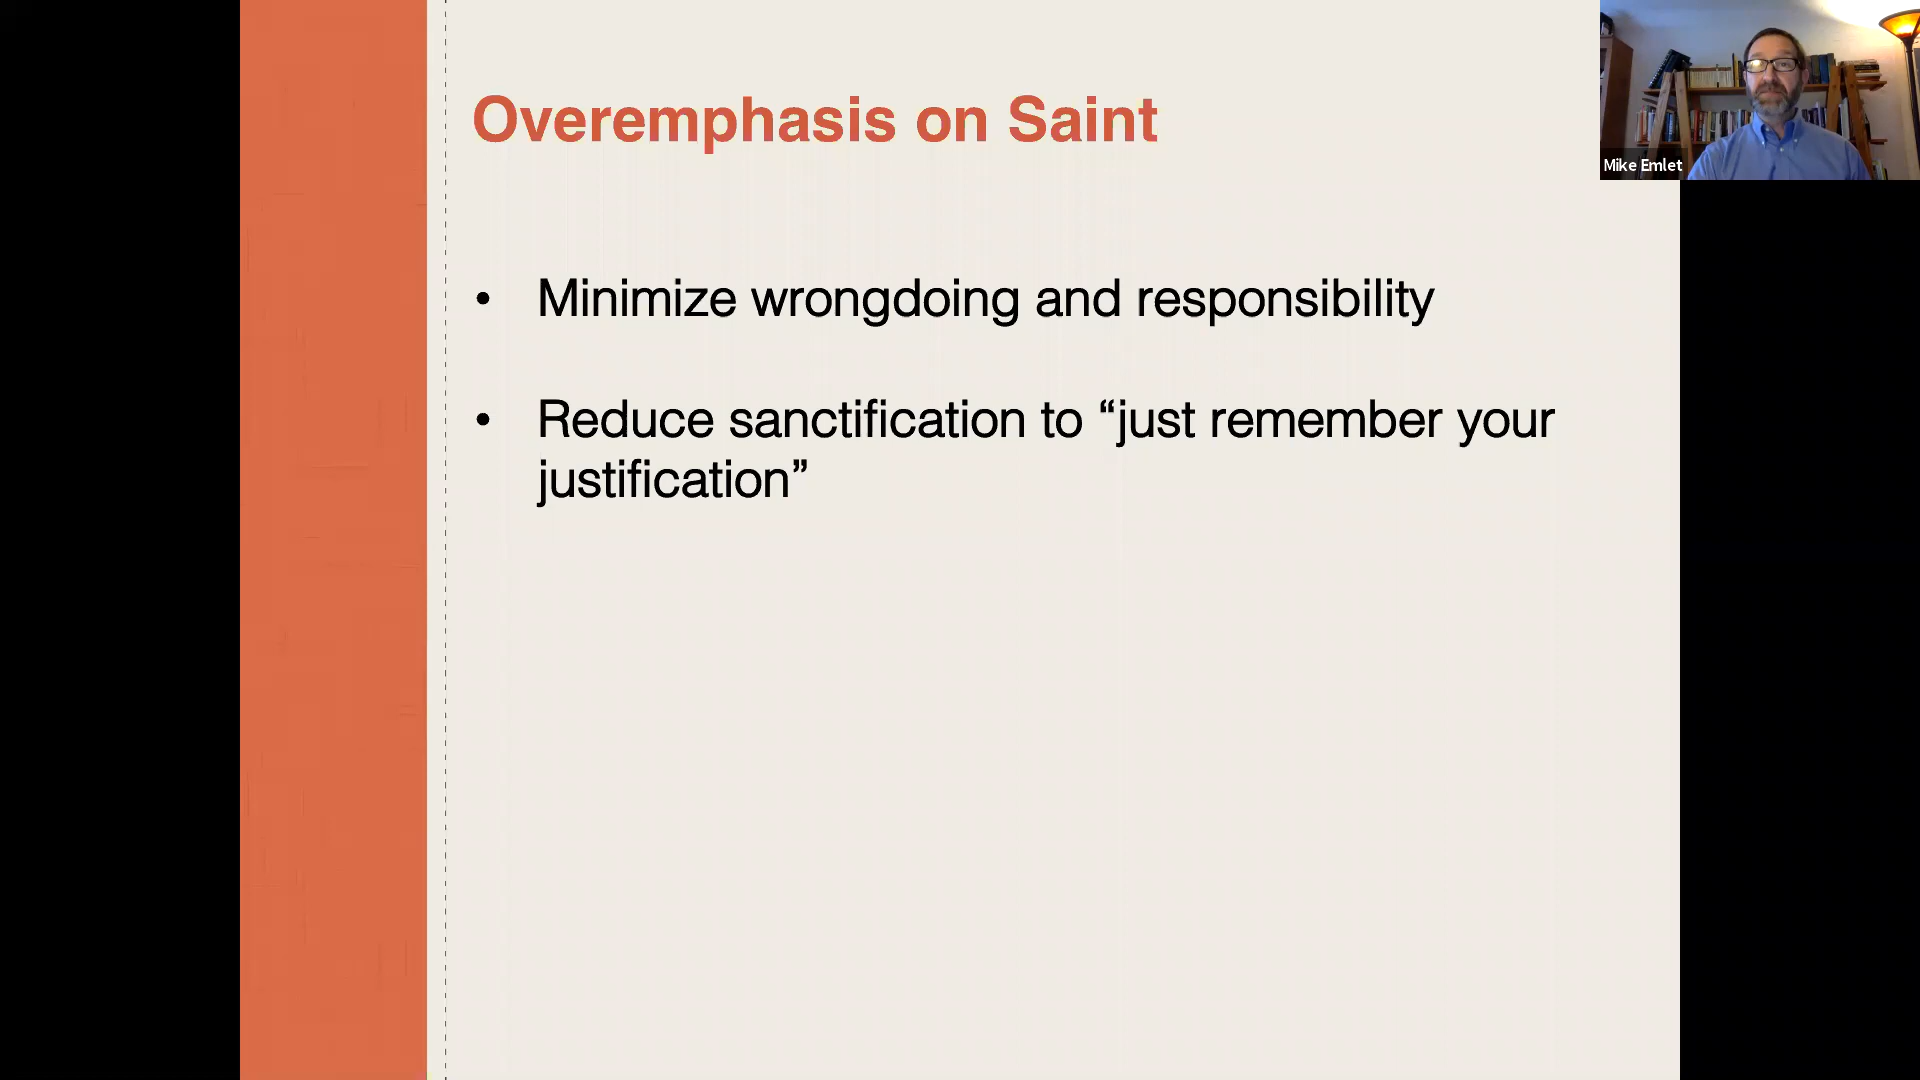 Overemphasis on Saint
Mike Emlet
• Minimize wrongdoing and responsibility
• Reduce sanctification to “just remember your
justification”